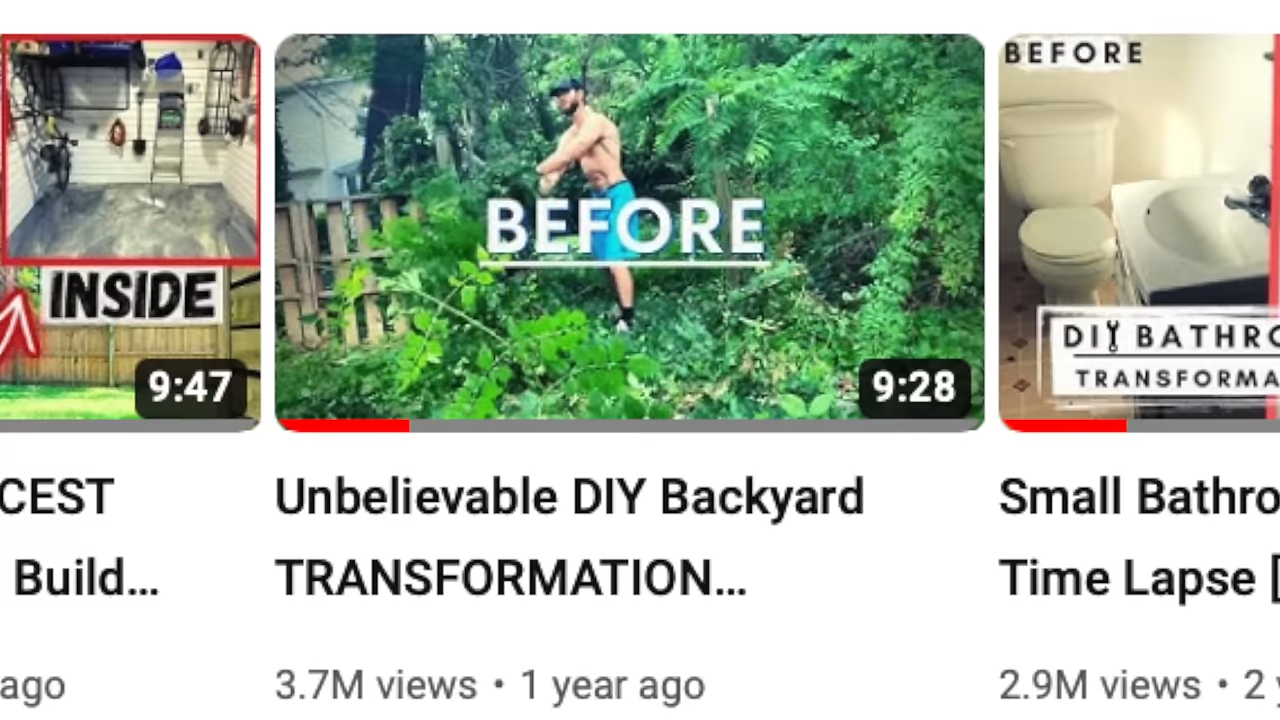 INSIDE
9:47
CEST
Build...
ago
BEFORE
9:28
Unbelievable DIY Backyard
TRANSFORMATION...
3.7M views • 1 year ago
BEFORE
DIY BATHRO
TRANSFORMA
Small Bathro
Time Lapse [
2.9M views • 2 y